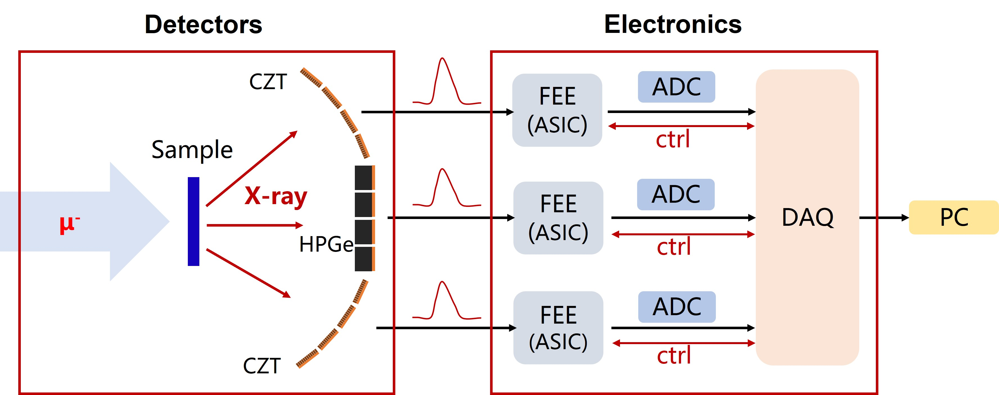 Detectors
Electronics
CZT
Sample
X-ray
μ-
HPGe
CZT
FEE
(ASIC)
ADC
ctrl
FEE
(ASIC)
ADC
ctrl
FEE
(ASIC)
ADC
ctrl
DAQ
PC